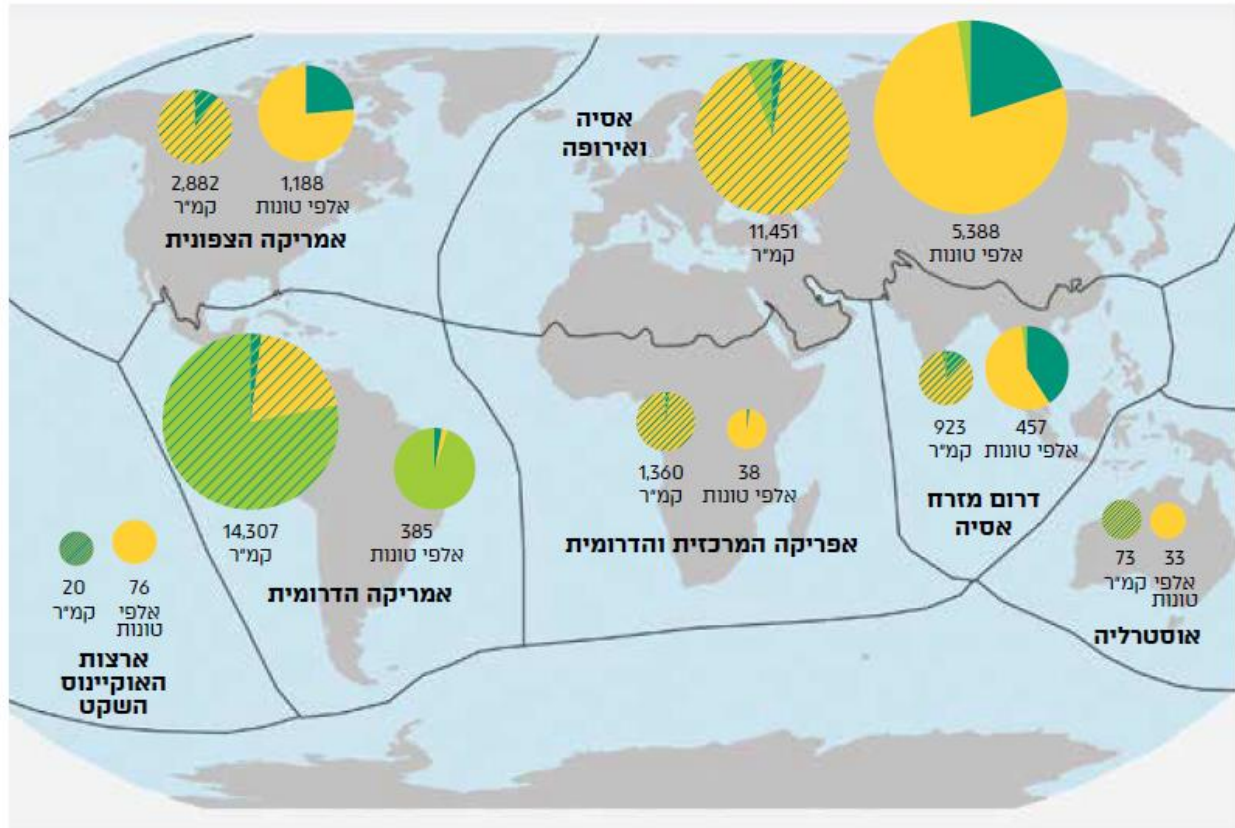 2,882
קמ"ר
1,188
אלפי טונות
אמריקה הצפונית
אסיה
ואירופה
11,451
קמ"ר
5,388
אלפי טונות
14,307
קמ"ר
385
אלפי טונות
אמריקה הדרומית
1,360
קמ"ר
38
אלפי טונות
אפריקה המרכזית והדרומית
923
קמ"ר
457
אלפי טונות
דרום מזרח
אסיה
20
קמ"ר
76
אלפי
טונות
ארצות
האוקיינוס
השקט
73
קמ"ר
33
אלפי
טונות
אוסטרליה